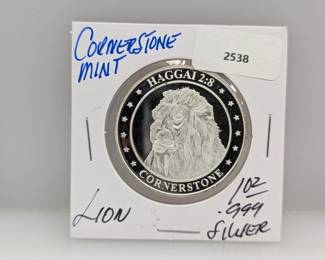 CORNERSTONE
MINT
2538
HAGGAI 2:8
CORNERSTONE
LION
1oz
.999
SILVER